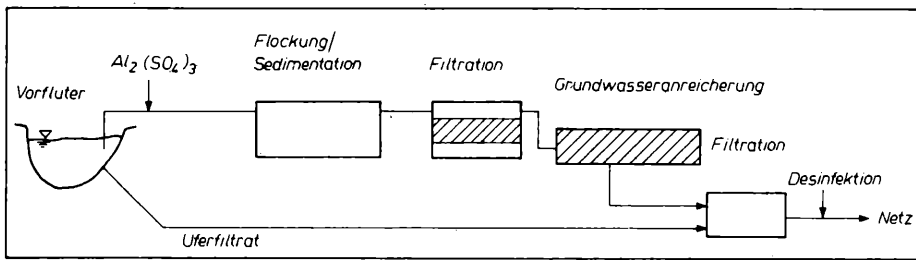 Flockung/
Sedimentation
Al₂(SO₄)₃
Filtration
Vorfluter
Grundwasseranreicherung
Filtration
Desinfektion
Netz
Uferfiltrat